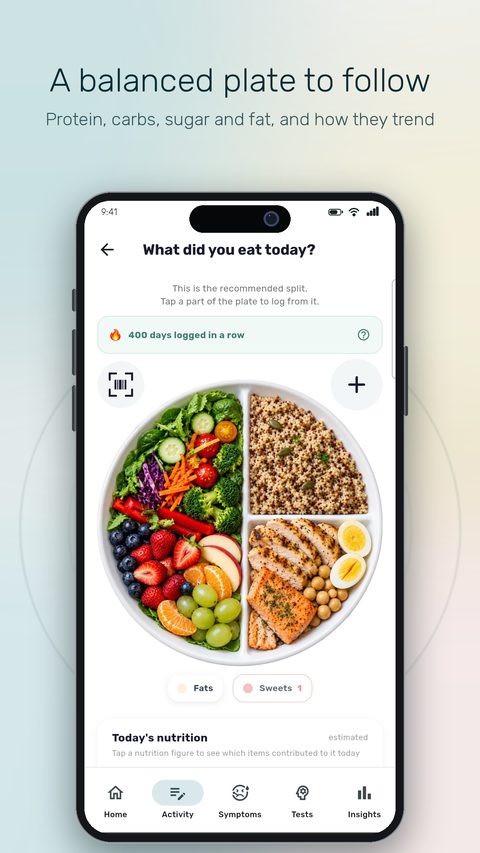 A balanced plate to follow
Protein, carbs, sugar and fat, and how they trend
9:41
What did you eat today?
This is the recommended split.
Tap a part of the plate to log from it.
400 days logged in a row
Fats
Sweets 1
Today's nutrition
estimated
Tap a nutrition figure to see which items contributed to it today
Home
Activity
Symptoms
Tests
Insights